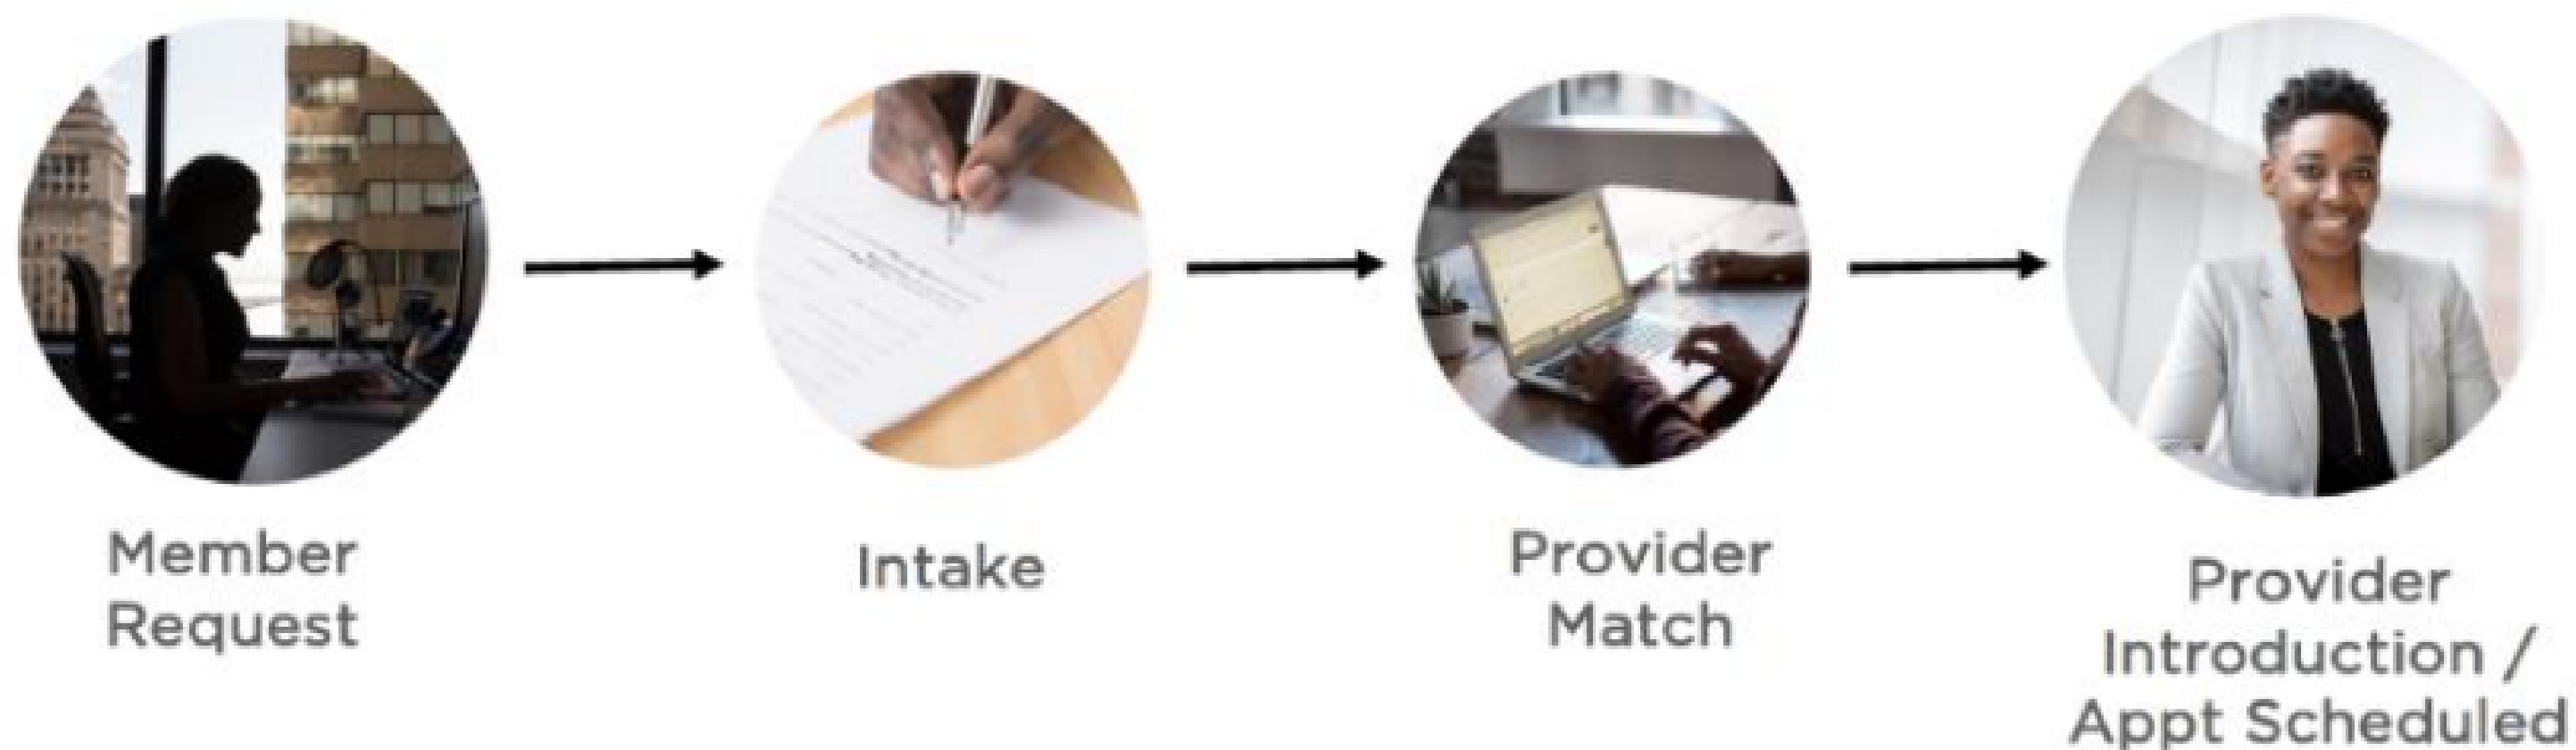 Member
Request
Intake
Provider
Match
Provider
Introduction /
Appt Scheduled